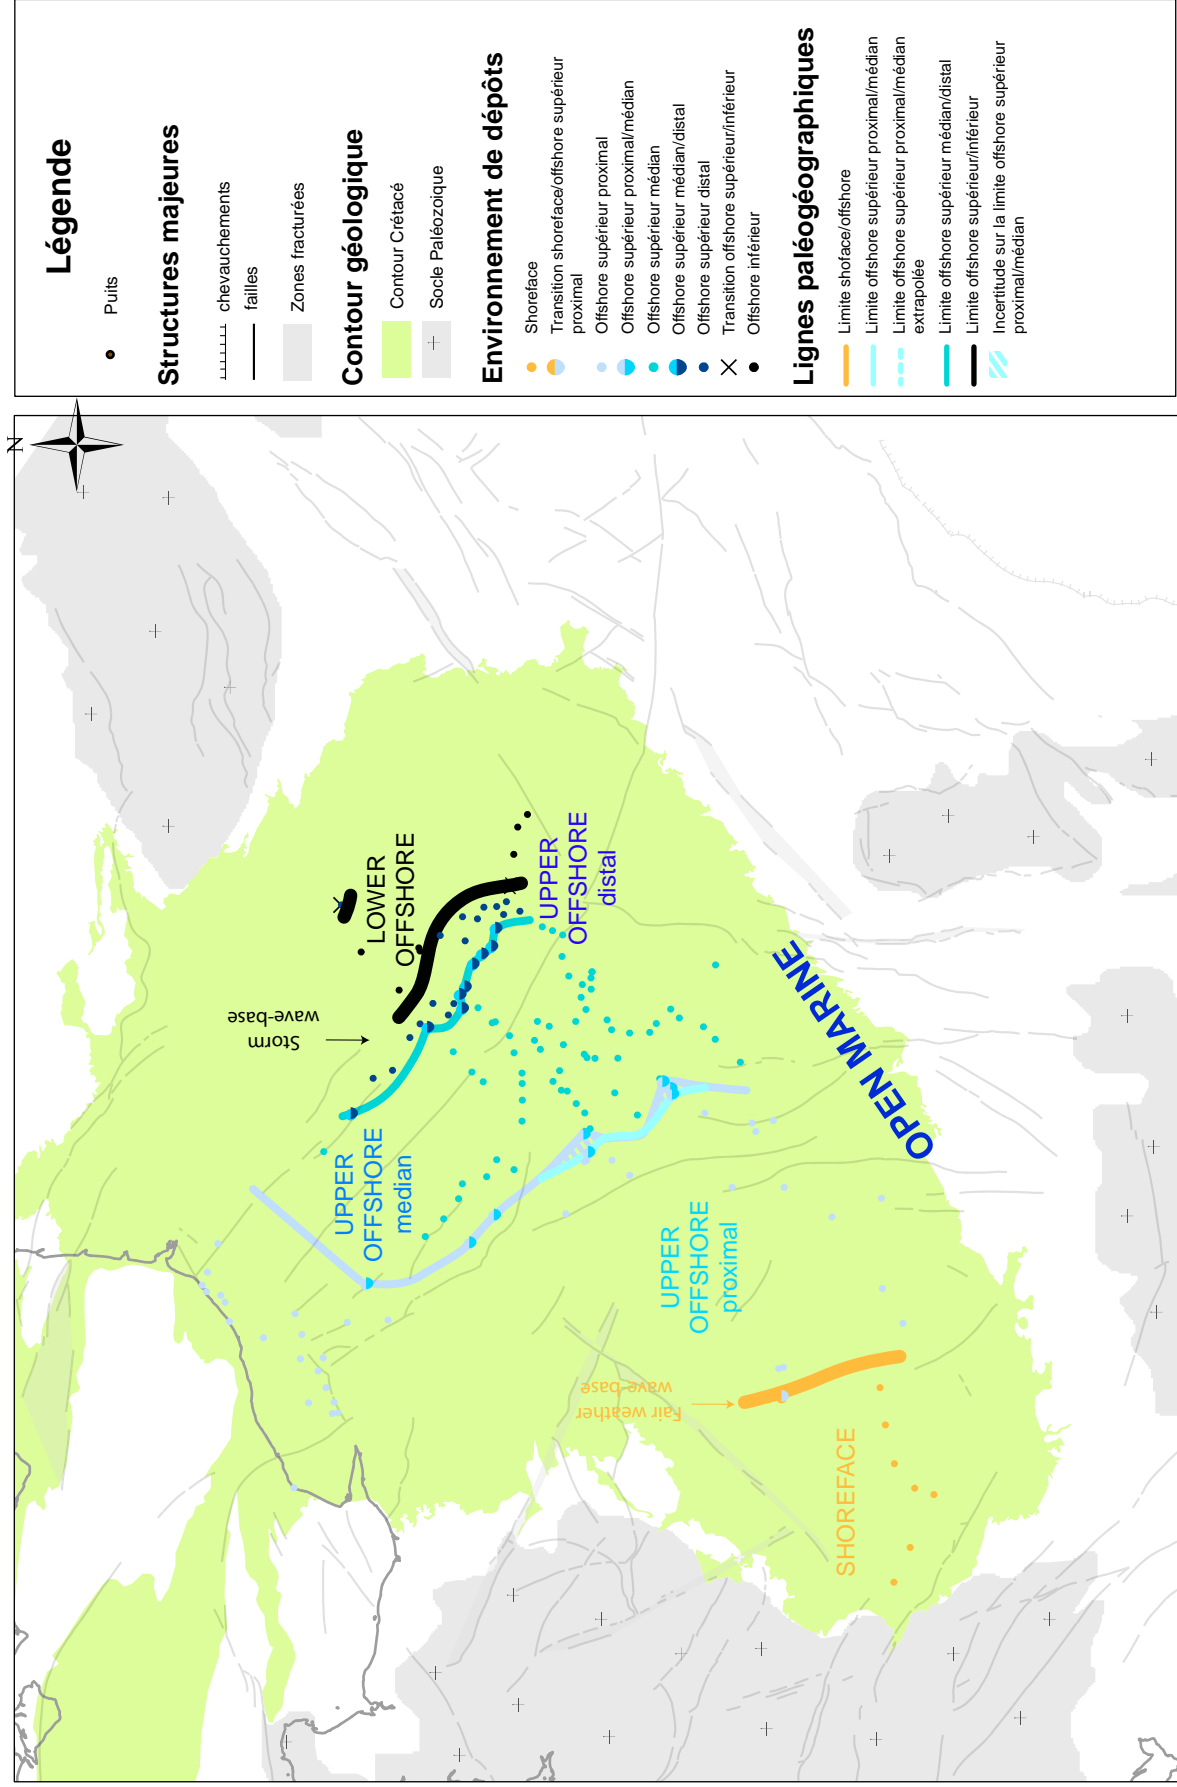 Légende
Puits
Structures majeures
chevauchements
failles
Zones fracturées
Contour géologique
Contour Crétacé
Socle Paléozoique
Environnement de dépôts
Shoreface
Transition shoreface/offshore supérieur
proximal
Offshore supérieur proximal
Offshore supérieur proximal/médian
Offshore supérieur médian
Offshore supérieur médian/distal
Offshore supérieur distal
Transition offshore supérieur/inférieur
Offshore inférieur
Lignes paléogéographiques
Limite shoface/offshore
Limite offshore supérieur proximal/médian
Limite offshore supérieur proximal/médian
extrapolée
Limite offshore supérieur médian/distal
Limite offshore supérieur/inférieur
Incertitude sur la limite offshore supérieur
proximal/médian
N
LOWER
OFFSHORE
UPPER
OFFSHORE
distal
Storm
wave-base
UPPER
OFFSHORE
median
UPPER
OFFSHORE
proximal
OPEN MARINE
Fair weather
wave-base
SHOREFACE